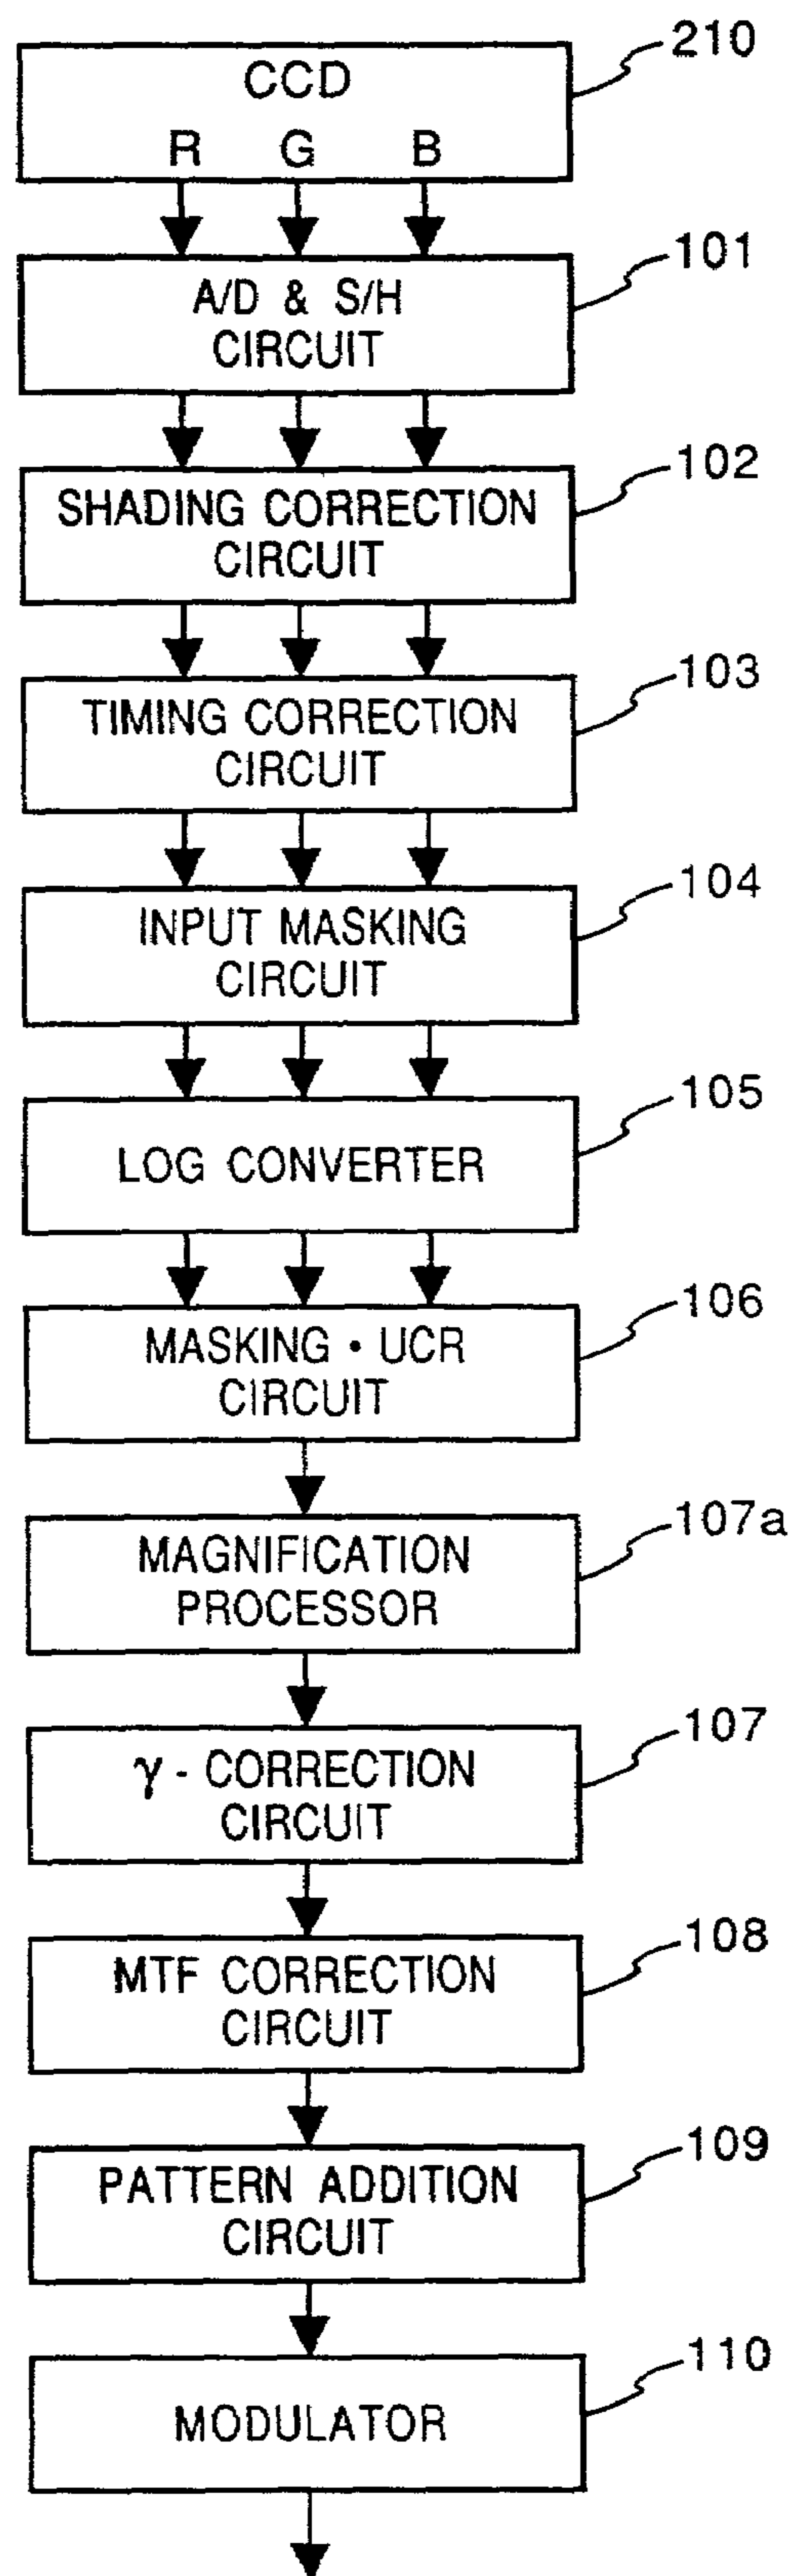 CCD
210
R G B
A/D & S/H
CIRCUIT
101
SHADING CORRECTION
CIRCUIT
102
TIMING CORRECTION
CIRCUIT
103
INPUT MASKING
CIRCUIT
104
LOG CONVERTER
105
MASKING • UCR
CIRCUIT
106
MAGNIFICATION
PROCESSOR
107a
γ - CORRECTION
CIRCUIT
107
MTF CORRECTION
CIRCUIT
108
PATTERN ADDITION
CIRCUIT
109
MODULATOR
110